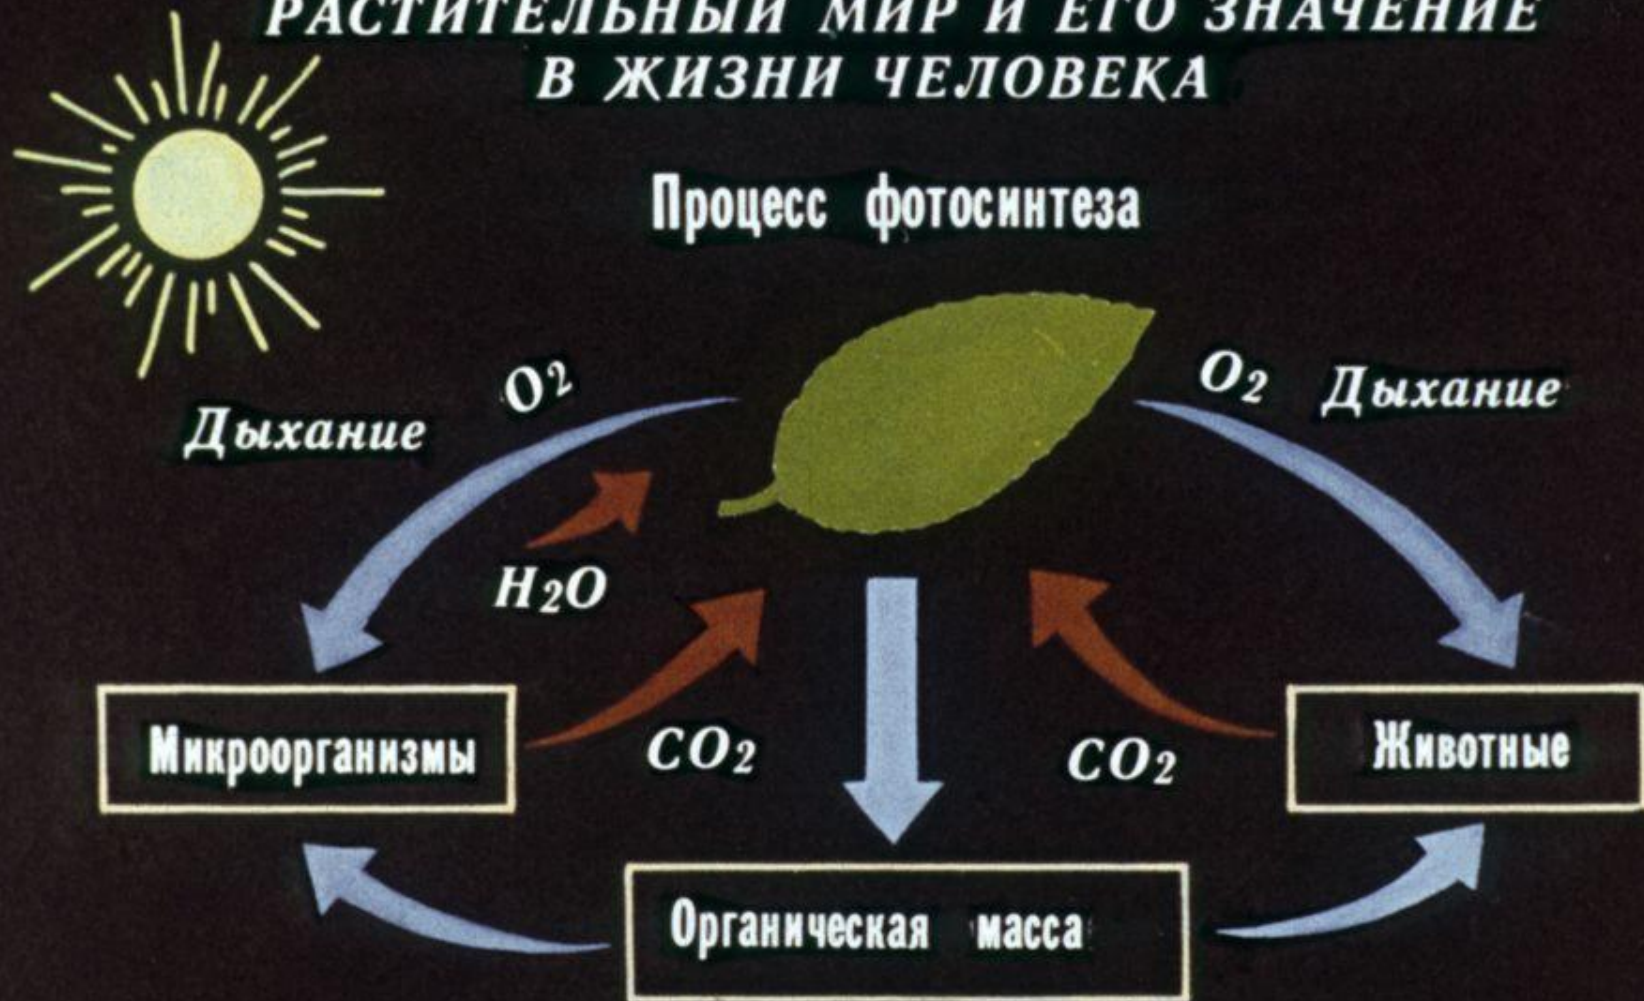 РАСТИТЕЛЬНЫЙ МИР И ЕГО ЗНАЧЕНИЕ
В ЖИЗНИ ЧЕЛОВЕКА
Процесс фотосинтеза
O2
O2 Дыхание
Дыхание
H2O
Микроорганизмы
CO2
CO2
Животные
Органическая масса